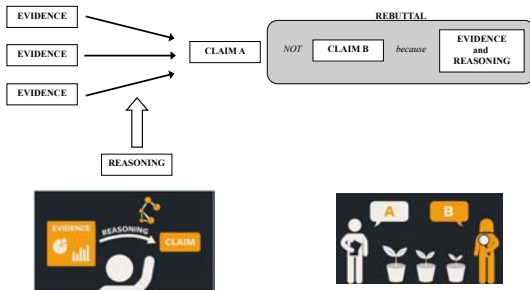 EVIDENCE
EVIDENCE
EVIDENCE
CLAIM A
REASONING
REBUTTAL
NOT
CLAIM B
because
EVIDENCE
and
REASONING
EVIDENCE
REASONING
CLAIM
A
B